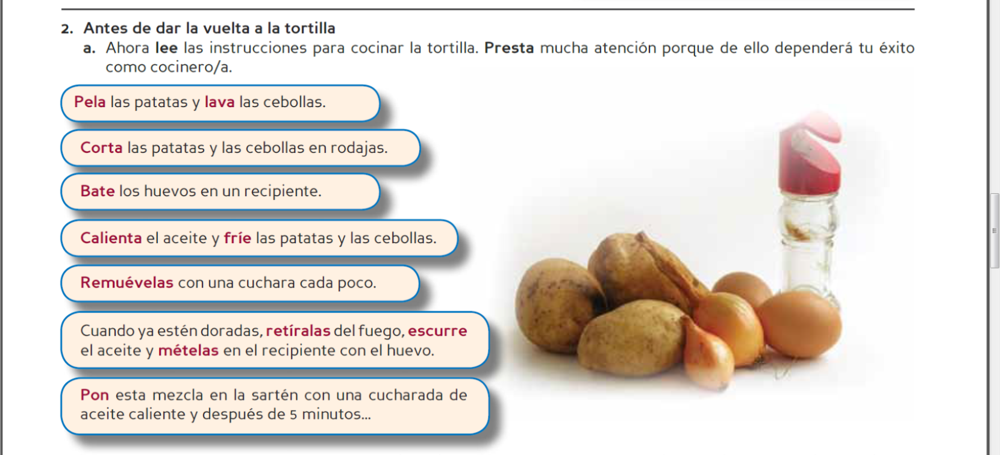 2. Antes de dar la vuelta a la tortilla
a. Ahora lee las instrucciones para cocinar la tortilla. Presta mucha atención porque de ello dependerá tu éxito
como cocinero/a.
Pela las patatas y lava las cebollas.
Corta las patatas y las cebollas en rodajas.
Bate los huevos en un recipiente.
Calienta el aceite y fríe las patatas y las cebollas.
Remuévelas con una cuchara cada poco.
Cuando ya estén doradas, retíralas del fuego, escurre
el aceite y mételas en el recipiente con el huevo.
Pon esta mezcla en la sartén con una cucharada de
aceite caliente y después de 5 minutos...